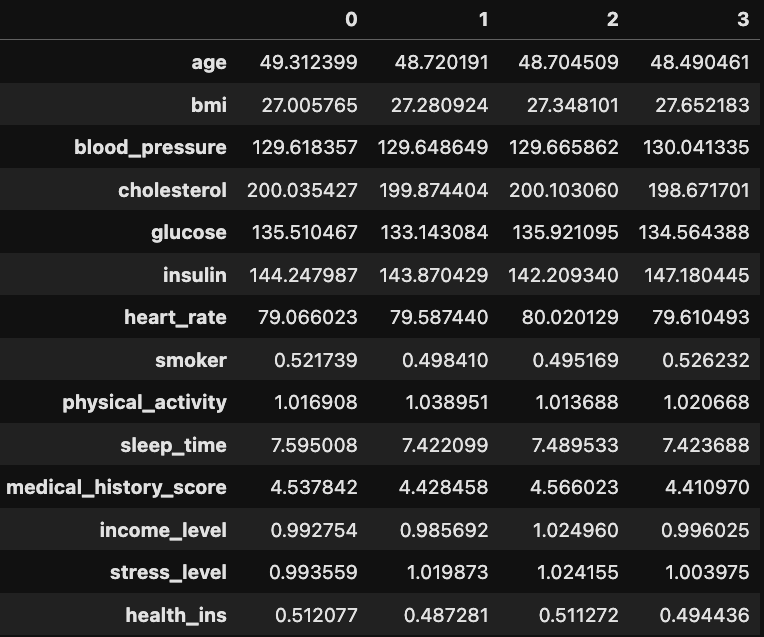 0 1 2 3
age 49.312399 48.720191 48.704509 48.490461
bmi 27.005765 27.280924 27.348101 27.652183
blood_pressure 129.618357 129.648649 129.665862 130.041335
cholesterol 200.035427 199.874404 200.103060 198.671701
glucose 135.510467 133.143084 135.921095 134.564388
insulin 144.247987 143.870429 142.209340 147.180445
heart_rate 79.066023 79.587440 80.020129 79.610493
smoker 0.521739 0.498410 0.495169 0.526232
physical_activity 1.016908 1.038951 1.013688 1.020668
sleep_time 7.595008 7.422099 7.489533 7.423688
medical_history_score 4.537842 4.428458 4.566023 4.410970
income_level 0.992754 0.985692 1.024960 0.996025
stress_level 0.993559 1.019873 1.024155 1.003975
health_ins 0.512077 0.487281 0.511272 0.494436